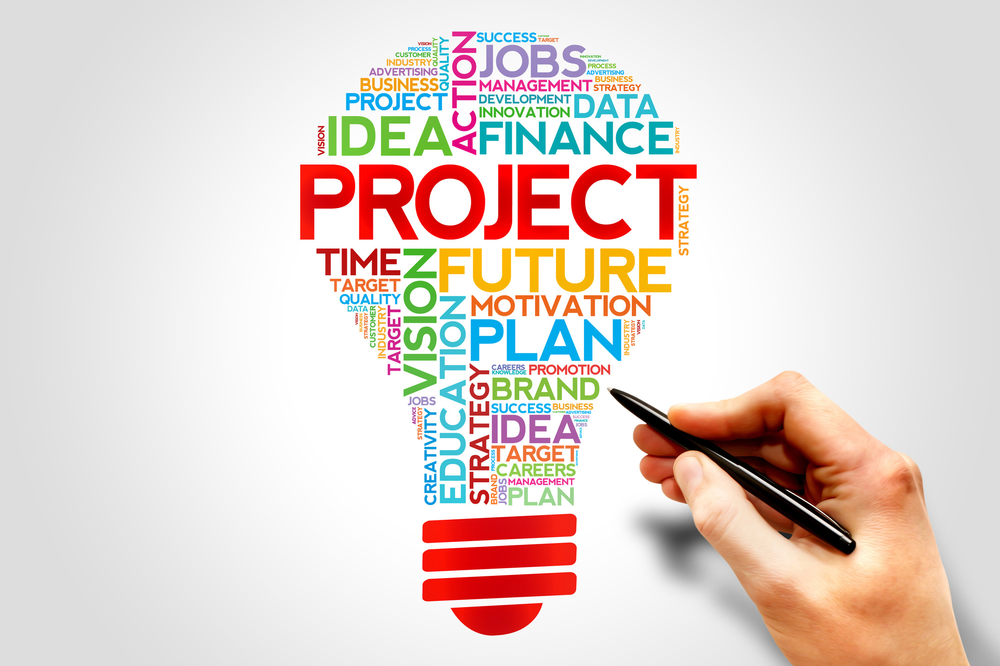 SUCCESS
CUSTOMER
TARGET
VISION
PROCESS
CUSTOMER
INDUSTRY
ADVERTISING
BUSINESS
PROJECT
QUALITY
QUALITY
ACTION
JOBS
INNOVATION
DEVELOPMENT
PROCESS
ADVERTISING
BUSINESS
MANAGEMENT
STRATEGY
DEVELOPMENT
INNOVATION
DATA
VISION
IDEA
FINANCE
INDUSTRY
PROJECT
STRATEGY
TIME
VISION
FUTURE
TARGET
QUALITY
DATA
VISION
BUSINESS
STRATEGY
CUSTOMER
INDUSTRY
TARGET
EDUCATION
MOTIVATION
PLAN
INDUSTRY
STRATEGY
VISION
DATA
STRATEGY
CAREERS
KNOWLEDGE
PROMOTION
BRAND
JOBS
ADVICE
STRATEGY
CREATIVITY
SUCCESS
BUSINESS
CUSTOMER
ADVERTISING
IDEA
SUCCESS
FINANCE
JOBS
ADVICE
PROCESS
TARGET
ADVERTISING
CAREERS
BRAND
JOBS
MANAGEMENT
PLAN